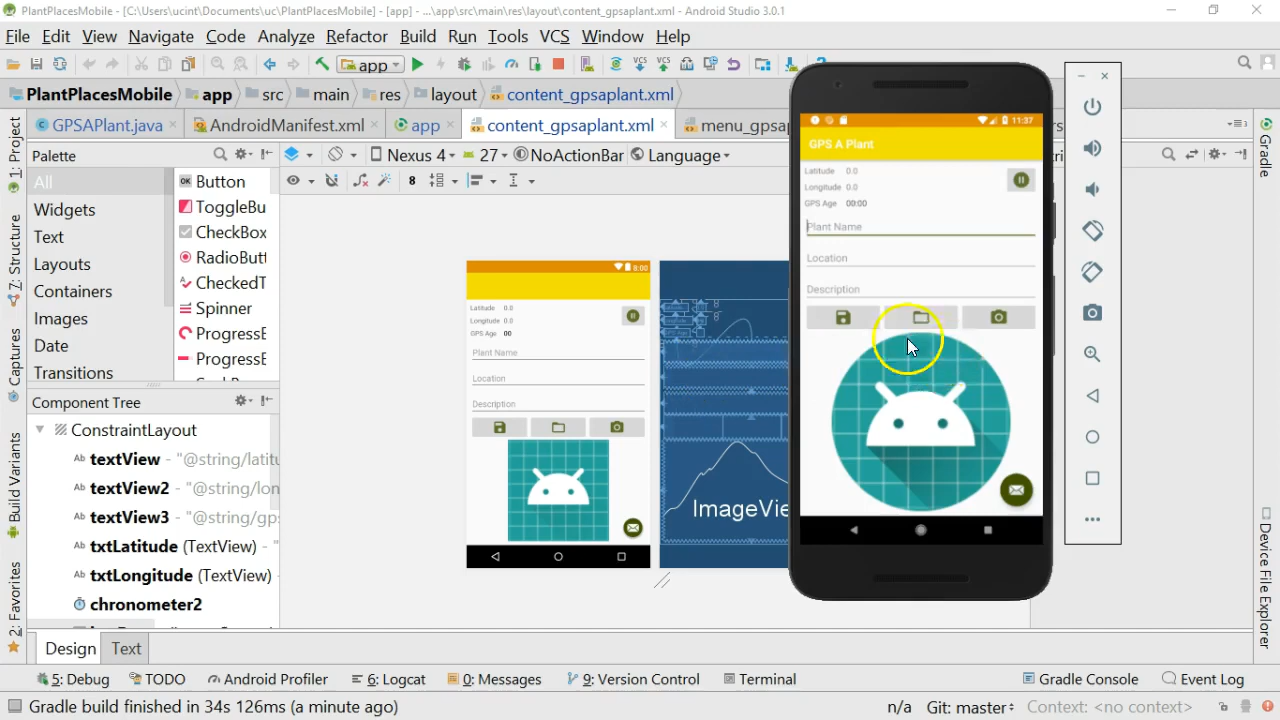 PlantPlacesMobile - [C:\Users\ucint\Documents\uc\PlantPlacesMobile] - [app] - ...\app\src\main\res\layout\content_gpsaplant.xml - Android Studio 3.0.1
File Edit View Navigate Code Analyze Refactor Build Run Tools VCS Window Help
app
PlantPlacesMobile app src main res layout content_gpsaplant.xml
GPSAPlant.java AndroidManifest.xml app content_gpsaplant.xml menu_gpsap
Palette
Nexus 4 27 NoActionBar Language
8
All
Widgets
Text
Layouts
Containers
Images
Date
Transitions
OK Button
ToggleBu
CheckBox
RadioButt
CheckedT
Spinner
ProgressE
ProgressE
Component Tree
ConstraintLayout
Ab textView - "@string/latitu
Ab textView2 - "@string/lon
Ab textView3 - "@string/gp
Ab txtLatitude (TextView) - "
Ab txtLongitude (TextView)
chronometer2
8:00
Latitude 0.0
Longitude 0.0
GPS Age 00
Plant Name
Location
Description
ImageVie
11:37
GPS A Plant
Latitude 0.0
Longitude 0.0
GPS Age 00:00
Plant Name
Location
Description
1: Project
7: Structure
Captures
Build Variants
2: Favorites
Gradle
Device File Explorer
Design Text
5: Debug TODO Android Profiler 6: Logcat 0: Messages 9: Version Control Terminal Gradle Console Event Log
Gradle build finished in 34s 126ms (a minute ago) n/a Git: master Context: <no context>